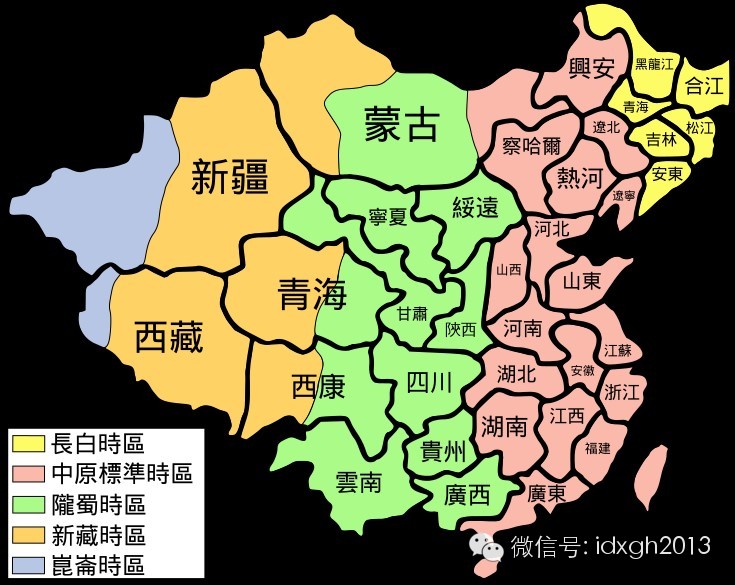 興安
黑龍江
合江
青海
遼北
松江
吉林
蒙古
察哈爾
熱河
安東
遼寧
新疆
寧夏
綏遠
河北
山西
山東
青海
甘肅
陝西
河南
江蘇
西藏
西康
四川
湖北
安徽
浙江
湖南
江西
貴州
福建
雲南
廣西
廣東
長白時區
中原標準時區
隴蜀時區
新藏時區
崑崙時區
微信号: idxgh2013